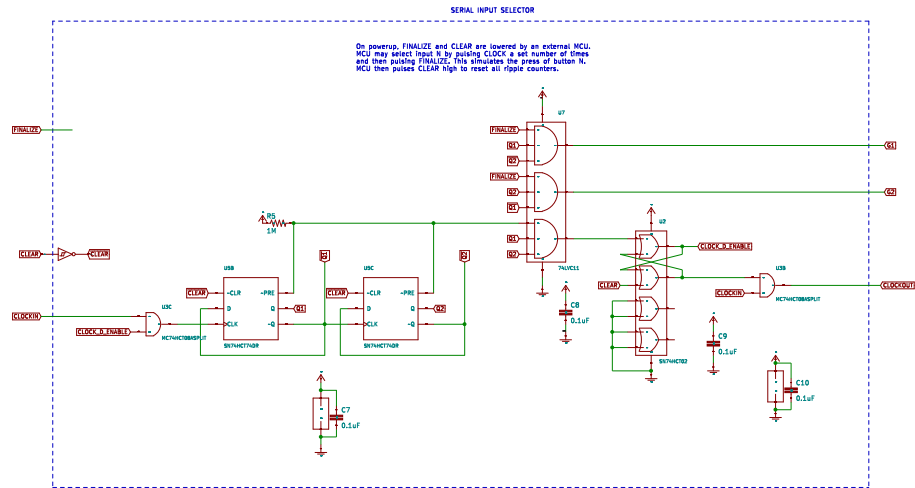 SERIAL INPUT SELECTOR
On powerup, FINALIZE and CLEAR are lowered by an external MCU.
MCU may select input N by pulsing CLOCK a set number of times
and then pulsing FINALIZE. This simulates the press of button N.
MCU then pulses CLEAR high to reset all ripple counters.
U7
FINALIZE
FINALIZE
Q1
G1
Q2
FINALIZE
Q2
G2
Q1
R5
1M
Q1
Q2
Q1
Q2
74LVC11
U2
CLOCK_D_ENABLE
CLEAR
CLEAR
U5B
U5C
CLEAR
-CLR
-PRE
CLEAR
-CLR
-PRE
CLEAR
U3B
CLOCKOUT
CLOCKIN
MC74HCT08ASPLIT
U3C
D
Q
Q1
D
Q
Q2
C8
0.1uF
CLOCKIN
CLOCK_D_ENABLE
CLK
-Q
CLK
-Q
MC74HCT08ASPLIT
SN74HCT74DR
SN74HCT74DR
C9
0.1uF
SN74HCT02
C7
0.1uF
C10
0.1uF